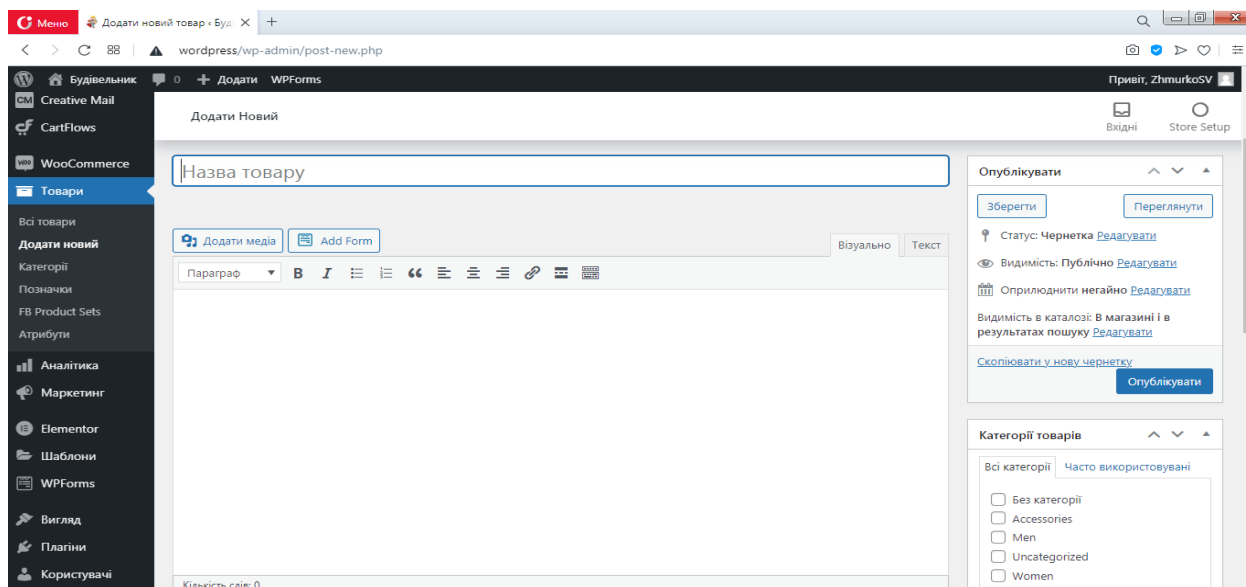 Меню
Додати новий товар ‹ Буд
wordpress/wp-admin/post-new.php
Будівельник 0 + Додати WPForms
Привіт, ZhmurkoSV
Creative Mail
CartFlows
WooCommerce
Товари
Всі товари
Додати новий
Категорії
Позначки
FB Product Sets
Атрибути
Аналітика
Маркетинг
Elementor
Шаблони
WPForms
Вигляд
Плагіни
Користувачі
Додати Новий
Вхідні
Store Setup
Назва товару
Додати медіа
Add Form
Візуально
Текст
Параграф
Кількість слів: 0
Опублікувати
Зберегти
Переглянути
Статус: Чернетка Редагувати
Видимість: Публічно Редагувати
Оприлюднити негайно Редагувати
Видимість в каталозі: В магазині і в
результатах пошуку Редагувати
Скопіювати у нову чернетку
Опублікувати
Категорії товарів
Всі категорії
Часто використовувані
Без категорії
Accessories
Men
Uncategorized
Women